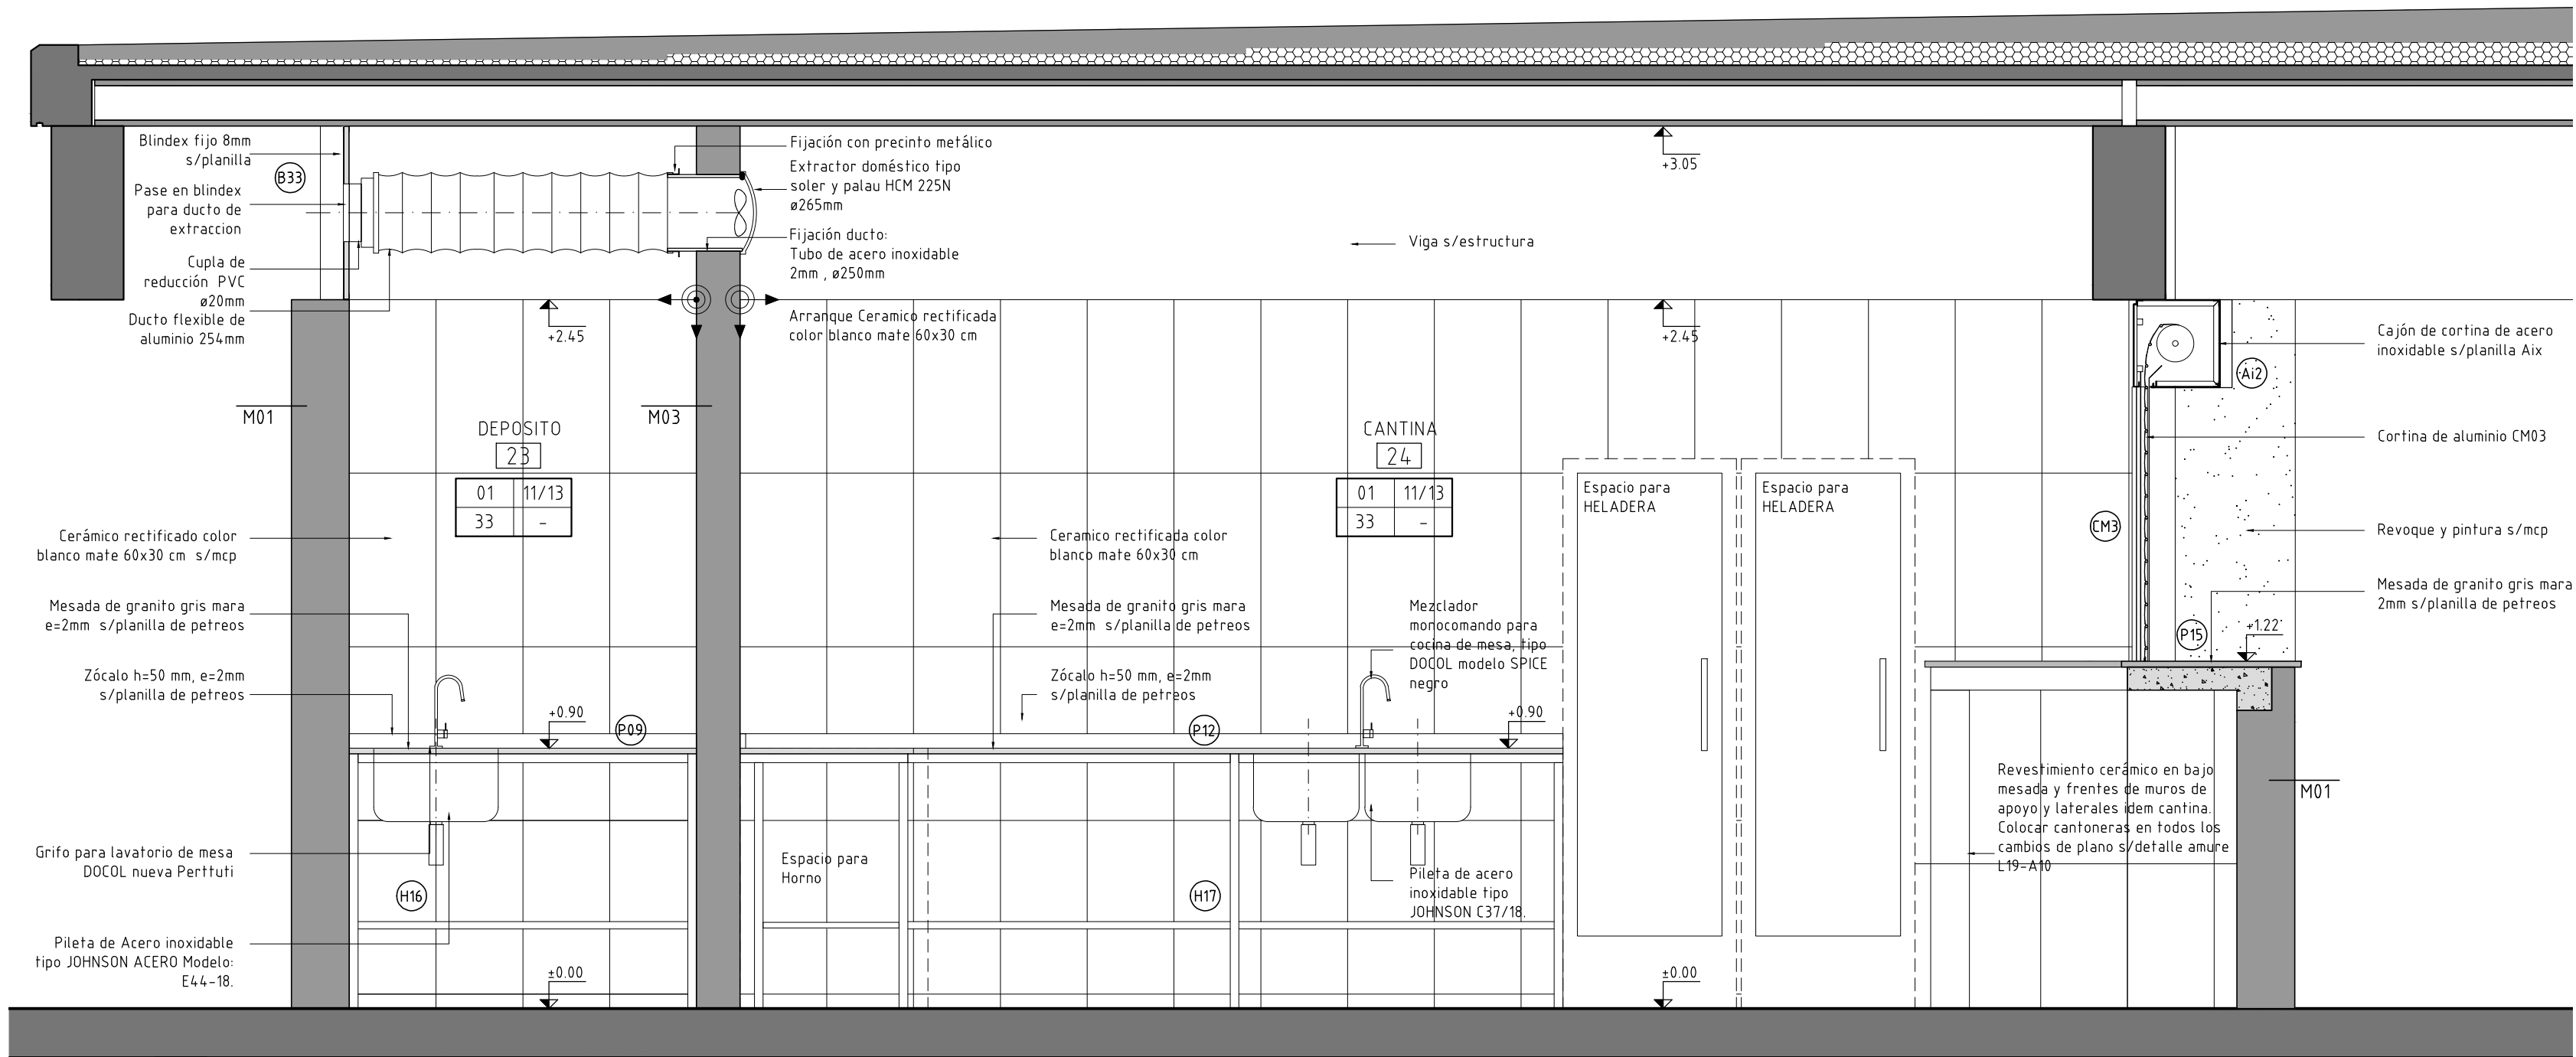 Blindex fijo 8mm
s/planilla
B33
Pase en blindex
para ducto de
extraccion
Cupla de
reducción PVC
ø20mm
Ducto flexible de
aluminio 254mm
Fijación con precinto metálico
Extractor doméstico tipo
soler y palau HCM 225N
ø265mm
Fijación ducto:
Tubo de acero inoxidable
2mm , ø250mm
Arranque Ceramico rectificada
color blanco mate 60x30 cm
Viga s/estructura
+3.05
+2.45
+2.45
M01
M03
DEPOSITO
23
01 11/13
33 -
CANTINA
24
01 11/13
33 -
Espacio para
HELADERA
Espacio para
HELADERA
Cajón de cortina de acero
inoxidable s/planilla Aix
Ai2
Cortina de aluminio CM03
CM3
Revoque y pintura s/mcp
Mesada de granito gris mara
2mm s/planilla de petreos
P15
+1.22
Cerámico rectificado color
blanco mate 60x30 cm s/mcp
Mesada de granito gris mara
e=2mm s/planilla de petreos
Zócalo h=50 mm, e=2mm
s/planilla de petreos
Ceramico rectificada color
blanco mate 60x30 cm
Mesada de granito gris mara
e=2mm s/planilla de petreos
Zócalo h=50 mm, e=2mm
s/planilla de petreos
Mezclador
monocomando para
cocina de mesa, tipo
DOCOL modelo SPICE
negro
+0.90
P09
P12
+0.90
Grifo para lavatorio de mesa
DOCOL nueva Perttuti
H16
Pileta de Acero inoxidable
tipo JOHNSON ACERO Modelo:
E44-18.
Espacio para
Horno
H17
Pileta de acero
inoxidable tipo
JOHNSON C37/18.
Revestimiento cerámico en bajo
mesada y frentes de muros de
apoyo y laterales idem cantina.
Colocar cantoneras en todos los
cambios de plano s/detalle amure
L19-A10
M01
±0.00
±0.00